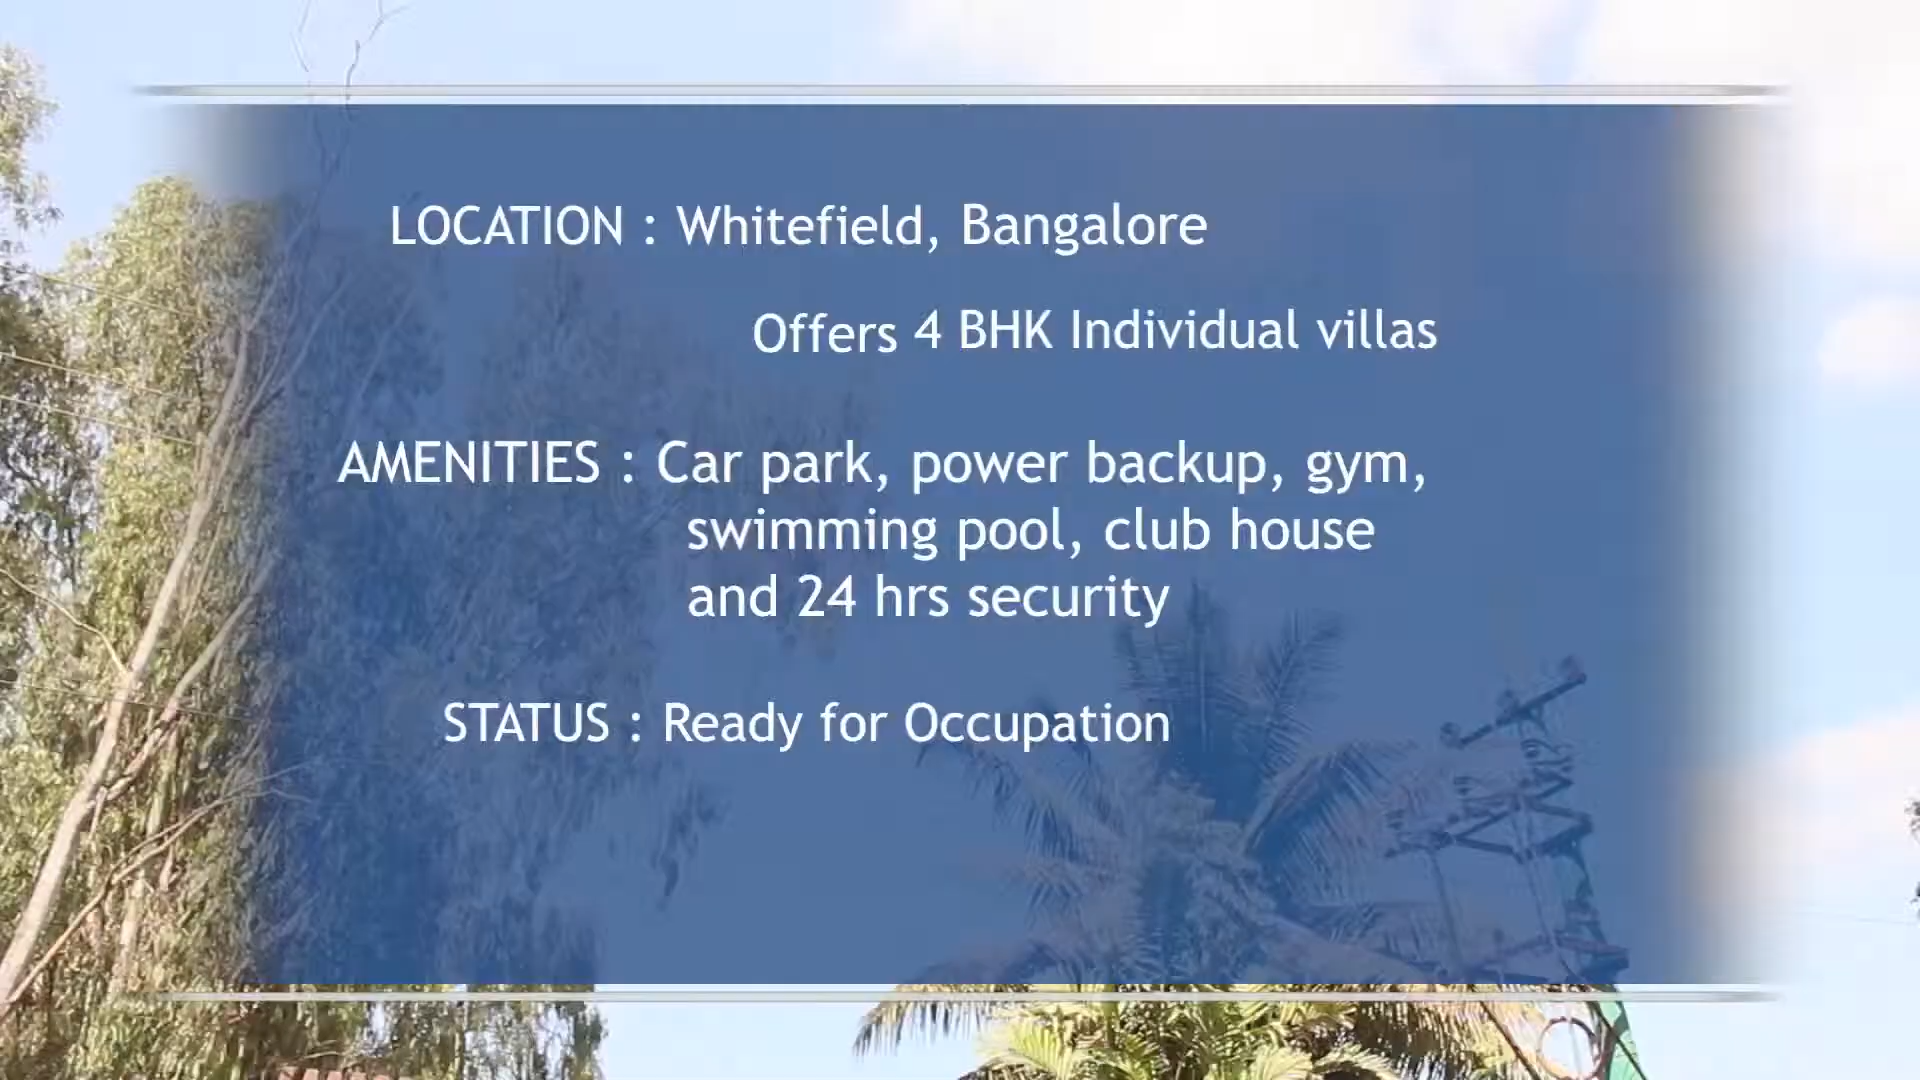 LOCATION : Whitefield, Bangalore
Offers 4 BHK Individual villas
AMENITIES : Car park, power backup, gym,
swimming pool, club house
and 24 hrs security
STATUS : Ready for Occupation